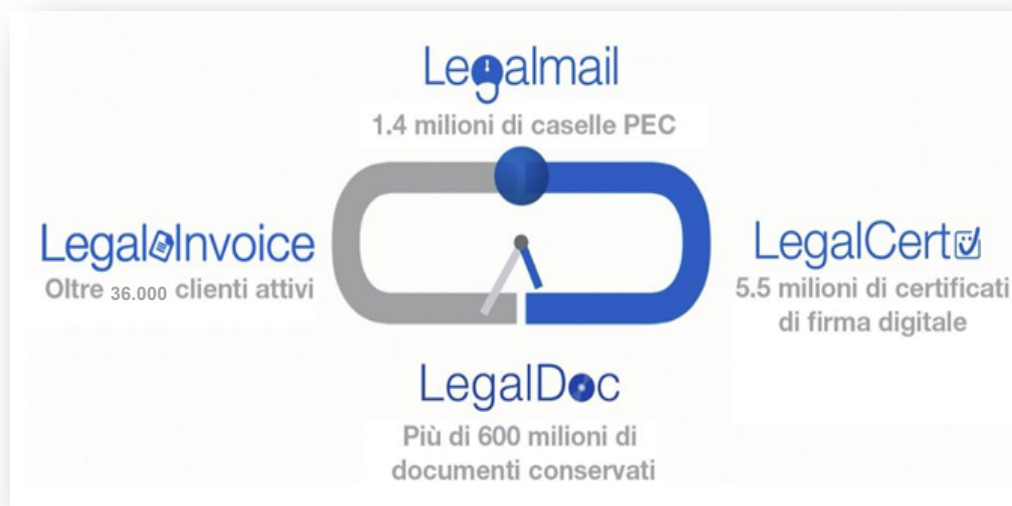 Legalmail
1.4 milioni di caselle PEC
LegalInvoice
Oltre 36.000 clienti attivi
LegalCert
5.5 milioni di certificati
di firma digitale
LegalDoc
Più di 600 milioni di
documenti conservati